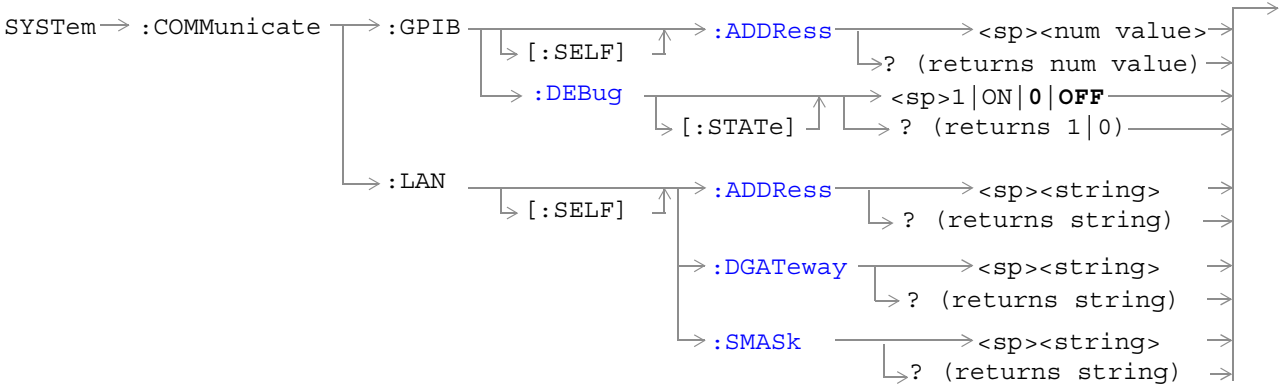 SYSTem :COMMunicate :GPIB [:SELF] :ADDRess <sp><num value>
? (returns num value)
:DEBug [:STATe] <sp>1|ON|0|OFF
? (returns 1|0)
:LAN [:SELF] :ADDRess <sp><string>
? (returns string)
:DGATeway <sp><string>
? (returns string)
:SMASk <sp><string>
? (returns string)